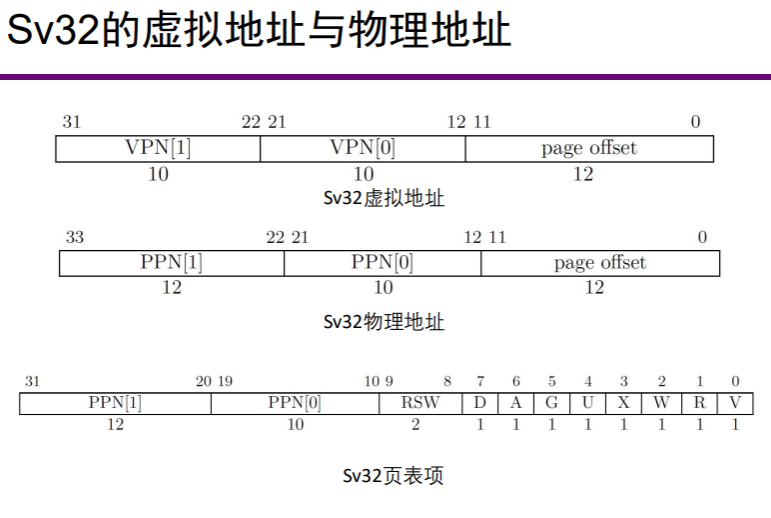 Sv32的虚拟地址与物理地址
31 22 21 12 11 0
VPN[1] VPN[0] page offset
10 10 12
Sv32虚拟地址
33 22 21 12 11 0
PPN[1] PPN[0] page offset
12 10 12
Sv32物理地址
31 20 19 10 9 8 7 6 5 4 3 2 1 0
PPN[1] PPN[0] RSW D A G U X W R V
12 10 2 1 1 1 1 1 1 1 1
Sv32页表项